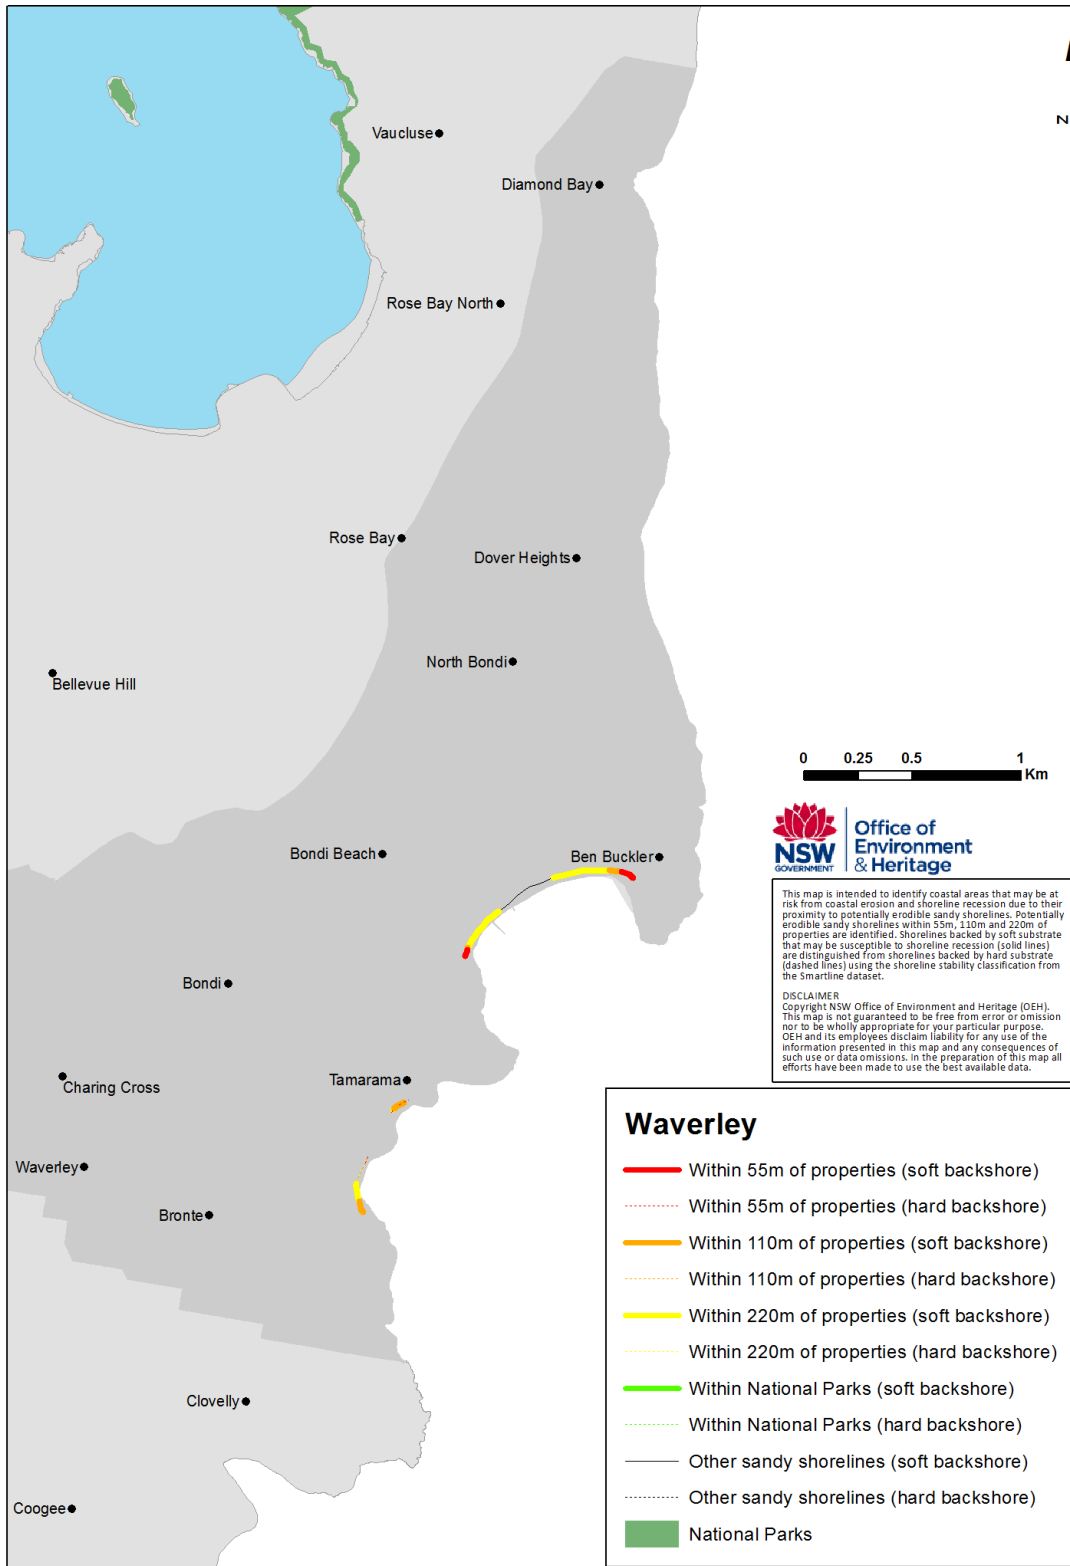 Vaucluse
Diamond Bay
Rose Bay North
Rose Bay
Dover Heights
North Bondi
Bellevue Hill
0 0.25 0.5 1
Km
Bondi Beach
Ben Buckler
NSW
GOVERNMENT
Office of
Environment
& Heritage
This map is intended to identify coastal areas that may be at
risk from coastal erosion and shoreline recession due to their
proximity to potentially erodible sandy shorelines. Potentially
erodible sandy shorelines within 55m, 110m and 220m of
properties are identified. Shorelines backed by soft substrate
that may be susceptible to shoreline recession (solid lines)
are distinguished from shorelines backed by hard substrate
(dashed lines) using the shoreline stability classification from
the Smartline dataset.
DISCLAIMER
Copyright NSW Office of Environment and Heritage (OEH).
This map is not guaranteed to be free from error or omission
nor to be wholly appropriate for your particular purpose.
OEH and its employees disclaim liability for any use of the
information presented in this map and any consequences of
such use or data omissions. In the preparation of this map all
efforts have been made to use the best available data.
Bondi
Charing Cross
Tamarama
Waverley
Bronte
Clovelly
Coogee
Waverley
Within 55m of properties (soft backshore)
Within 55m of properties (hard backshore)
Within 110m of properties (soft backshore)
Within 110m of properties (hard backshore)
Within 220m of properties (soft backshore)
Within 220m of properties (hard backshore)
Within National Parks (soft backshore)
Within National Parks (hard backshore)
Other sandy shorelines (soft backshore)
Other sandy shorelines (hard backshore)
National Parks